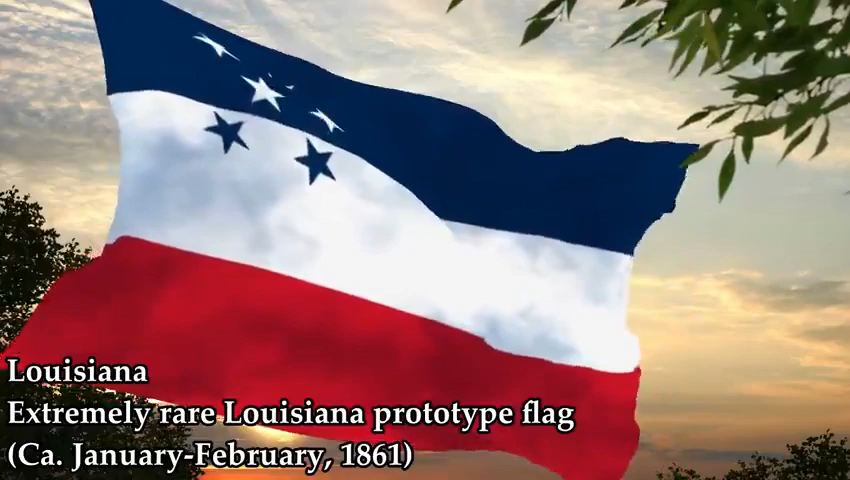 Louisiana
Extremely rare Louisiana prototype flag
(Ca. January-February, 1861)